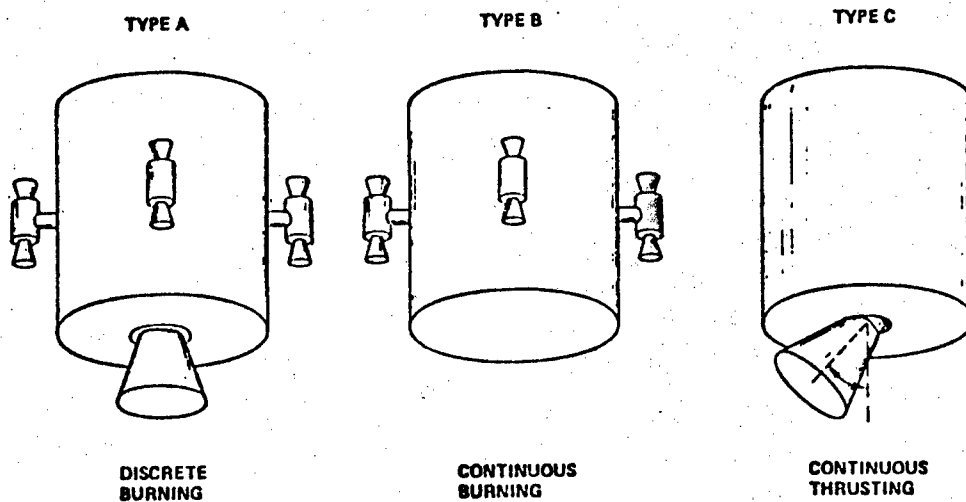 TYPE A
TYPE B
TYPE C
DISCRETE
BURNING
CONTINUOUS
BURNING
CONTINUOUS
THRUSTING